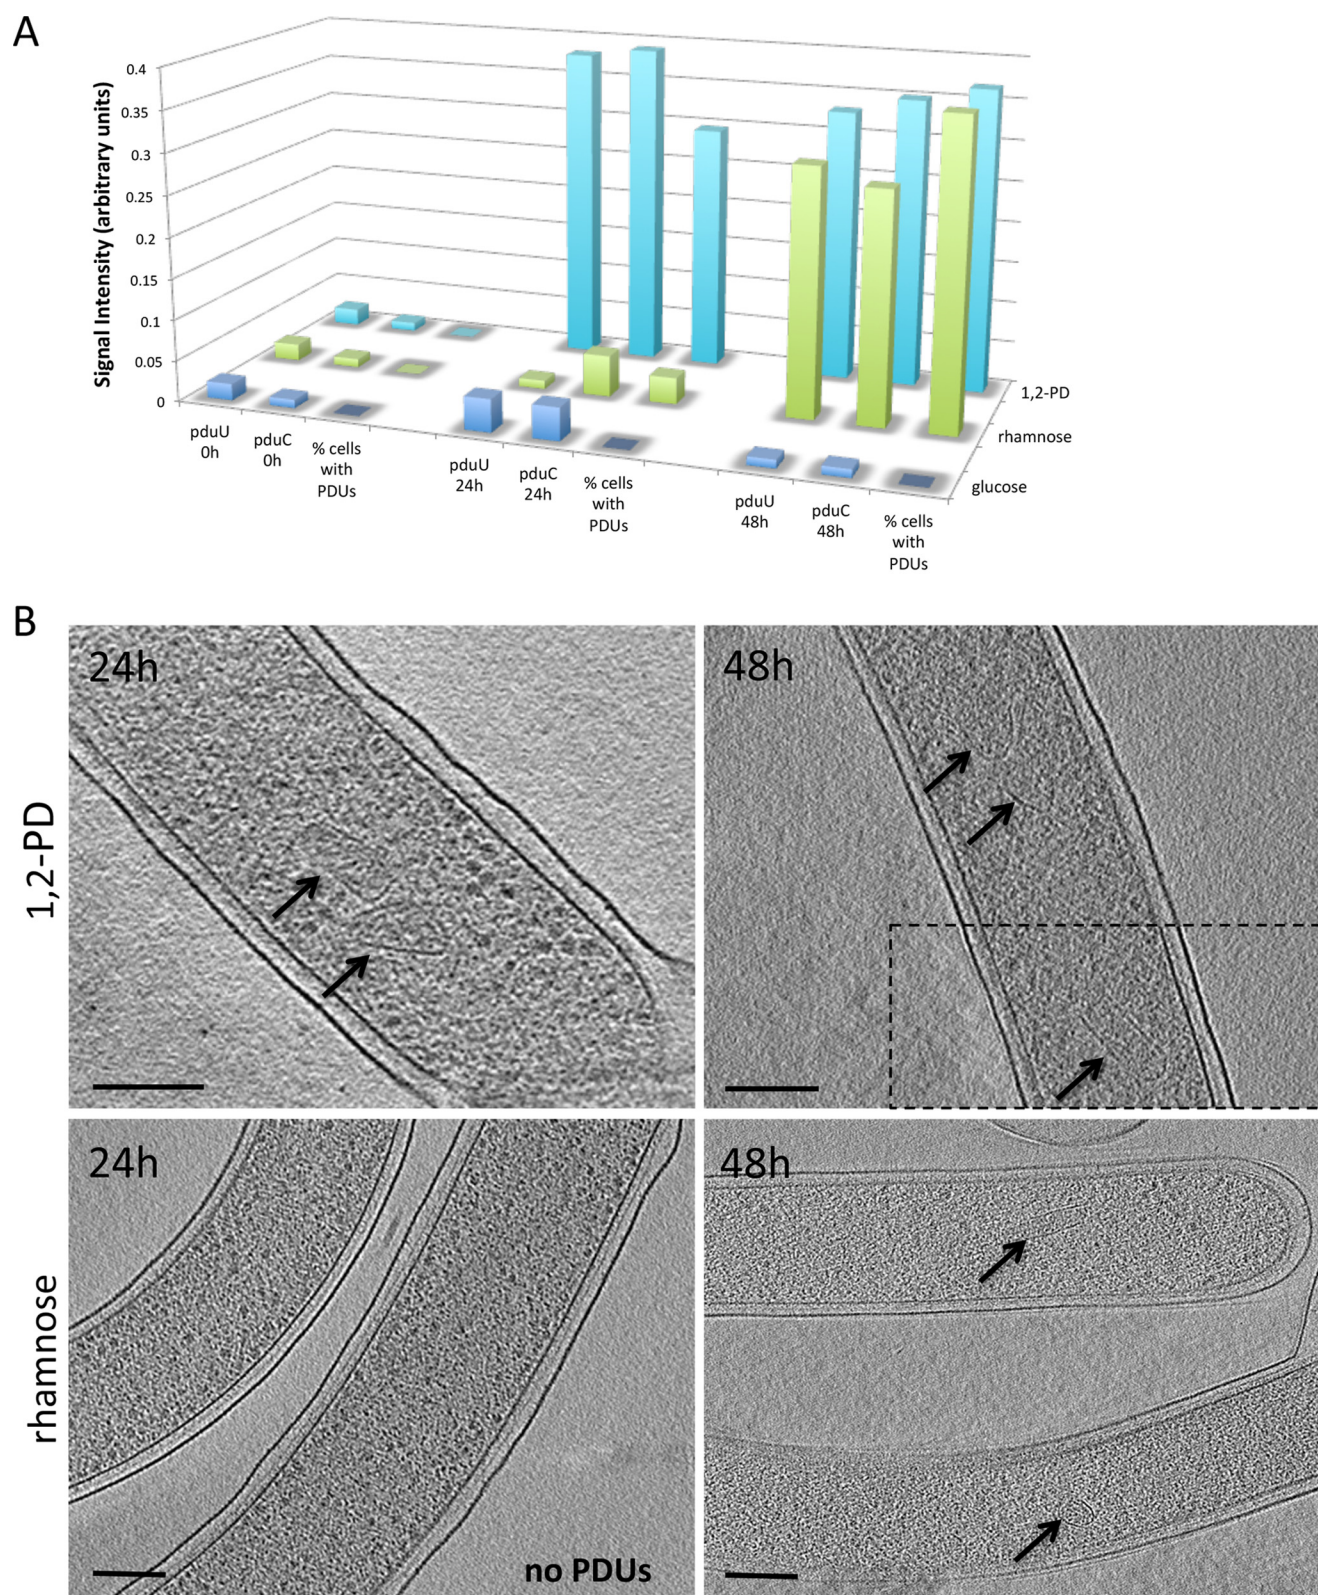 A
Signal Intensity (arbitrary units)
0.4
0.35
0.3
0.25
0.2
0.15
0.1
0.05
0
pduU
0h
pduC
0h
% cells
with
PDUs
pduU
24h
pduC
24h
% cells
with
PDUs
pduU
48h
pduC
48h
% cells
with
PDUs
1,2-PD
rhamnose
glucose
B
1,2-PD
24h
48h
rhamnose
24h
no PDUs
48h